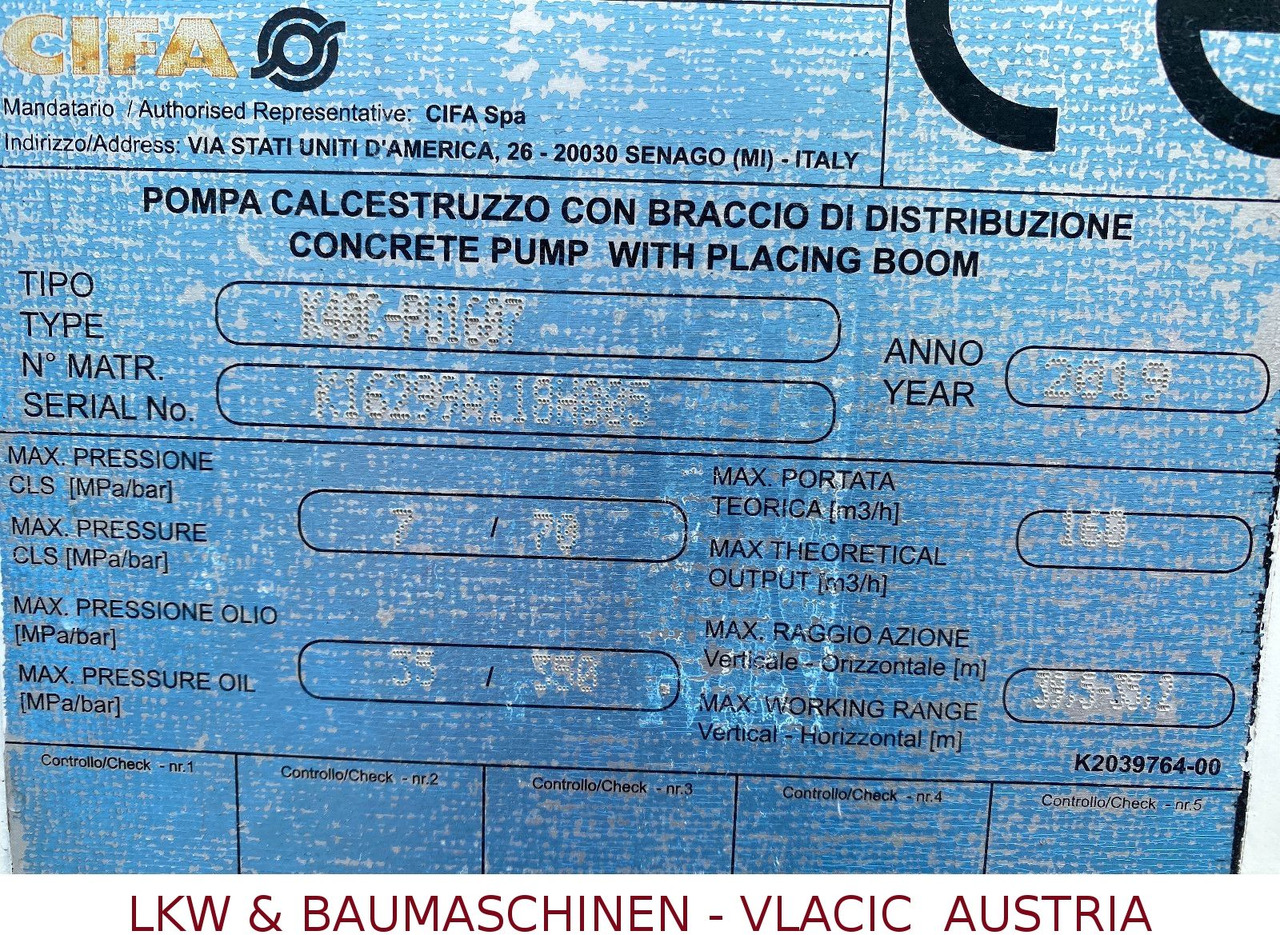 CIFA
CE
Mandatario / Authorised Representative: CIFA Spa
Indirizzo/Address: VIA STATI UNITI D'AMERICA, 26 - 20030 SENAGO (MI) - ITALY
POMPA CALCESTRUZZO CON BRACCIO DI DISTRIBUZIONE
CONCRETE PUMP WITH PLACING BOOM
TIPO
TYPE
N° MATR.
SERIAL No.
ANNO
YEAR
2019
MAX. PRESSIONE
CLS [MPa/bar]
MAX. PRESSURE
CLS [MPa/bar]
7 / 70
MAX. PORTATA
TEORICA [m3/h]
MAX THEORETICAL
OUTPUT [m3/h]
160
MAX. PRESSIONE OLIO
[MPa/bar]
MAX. PRESSURE OIL
[MPa/bar]
35 / 350
MAX. RAGGIO AZIONE
Verticale - Orizzontale [m]
MAX. WORKING RANGE
Vertical - Horizzontal [m]
K2039764-00
Controllo/Check - nr.1
Controllo/Check - nr.2
Controllo/Check - nr.3
Controllo/Check - nr.4
Controllo/Check - nr.5
LKW & BAUMASCHINEN - VLACIC AUSTRIA